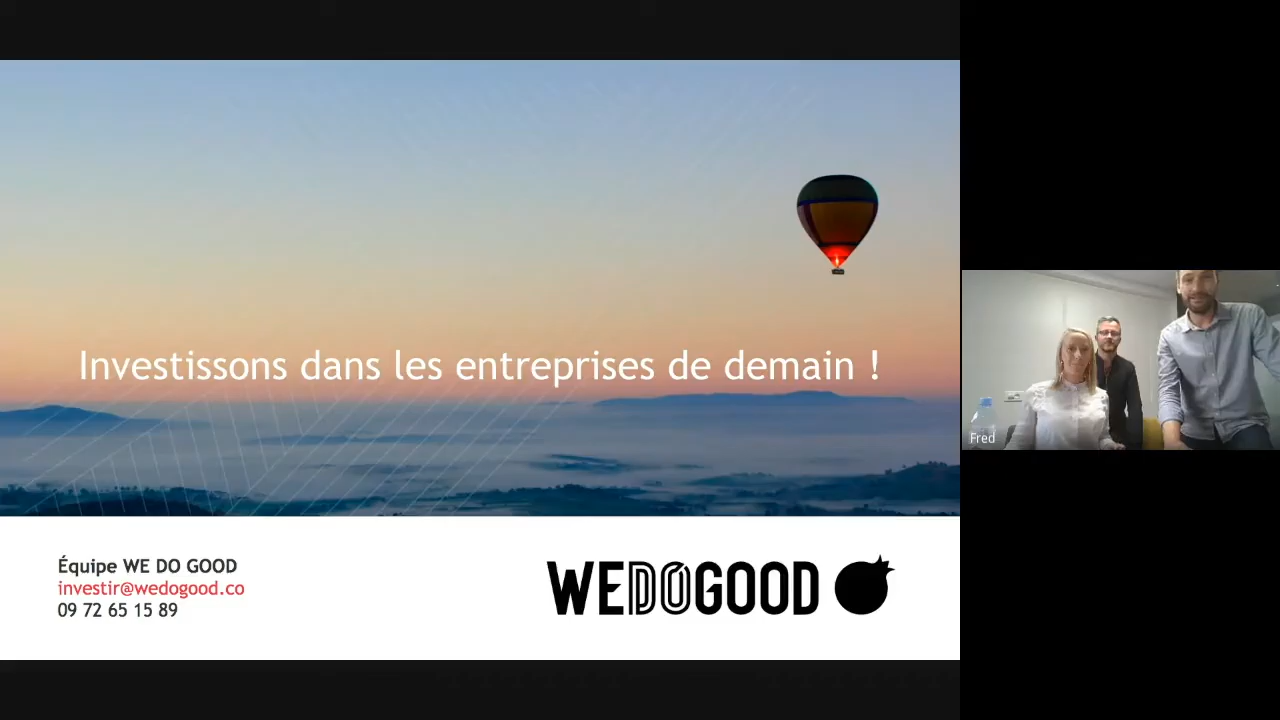 Investissons dans les entreprises de demain !
Fred
Équipe WE DO GOOD
investir@wedogood.co
09 72 65 15 89
WEDOGOOD